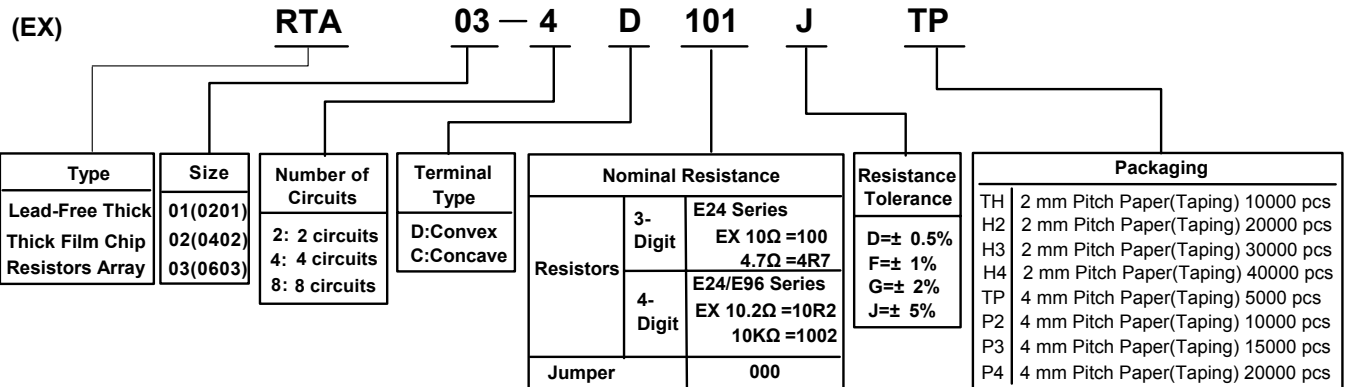 (EX) RTA 03 — 4 D 101 J TP
Type
Lead-Free Thick
Thick Film Chip
Resistors Array
Size
01(0201)
02(0402)
03(0603)
Number of
Circuits
2: 2 circuits
4: 4 circuits
8: 8 circuits
Terminal
Type
D:Convex
C:Concave
Nominal Resistance
Resistors
3-
Digit
E24 Series
EX 10Ω =100
4.7Ω =4R7
4-
Digit
E24/E96 Series
EX 10.2Ω =10R2
10KΩ =1002
Jumper 000
Resistance
Tolerance
D=± 0.5%
F=± 1%
G=± 2%
J=± 5%
Packaging
TH 2 mm Pitch Paper(Taping) 10000 pcs
H2 2 mm Pitch Paper(Taping) 20000 pcs
H3 2 mm Pitch Paper(Taping) 30000 pcs
H4 2 mm Pitch Paper(Taping) 40000 pcs
TP 4 mm Pitch Paper(Taping) 5000 pcs
P2 4 mm Pitch Paper(Taping) 10000 pcs
P3 4 mm Pitch Paper(Taping) 15000 pcs
P4 4 mm Pitch Paper(Taping) 20000 pcs